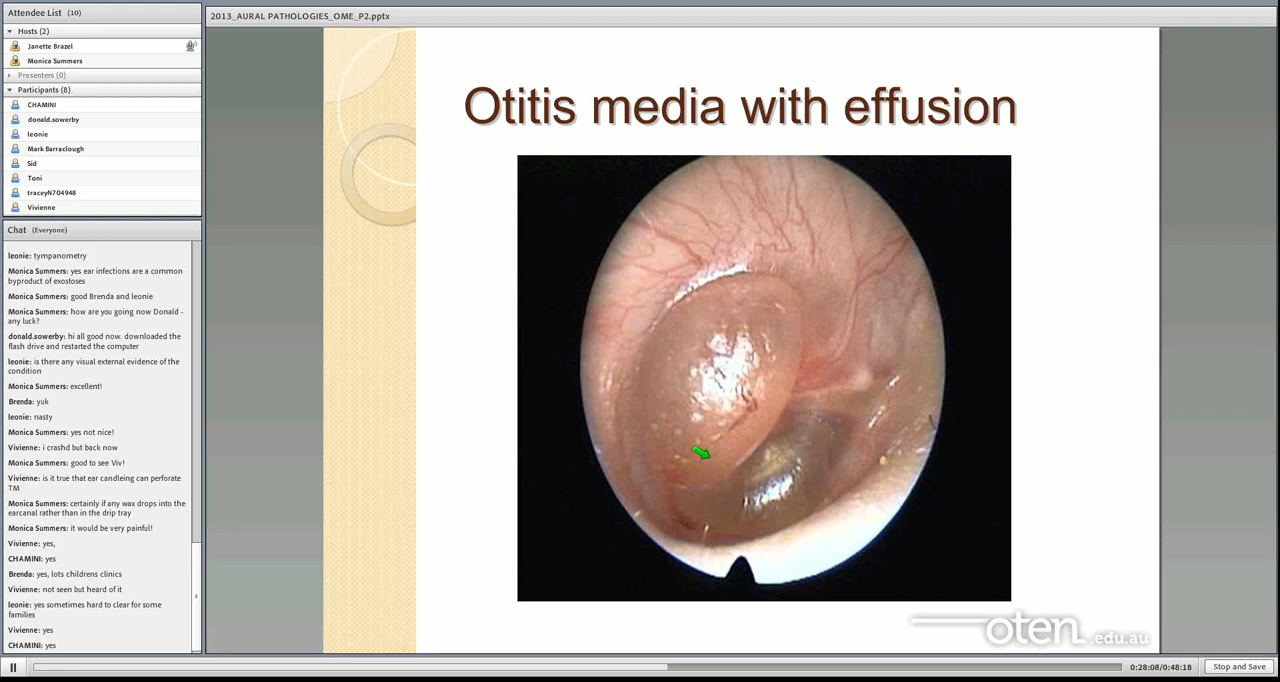 Attendee List (10)
Hosts (2)
Janette Brazel
Monica Summers
Presenters (0)
Participants (8)
CHAMINI
donald.sowerby
leonie
Mark Barraclough
Sid
Toni
traceyN704948
Vivienne
Chat (Everyone)
leonie: tympanometry
Monica Summers: yes ear infections are a common
byproduct of exostoses
Monica Summers: good Brenda and leonie
Monica Summers: how are you going now Donald -
any luck?
donald.sowerby: hi all good now. downloaded the
flash drive and restarted the computer
leonie: is there any visual external evidence of the
condition
Monica Summers: excellent!
Brenda: yuk
leonie: nasty
Monica Summers: yes not nice!
Vivienne: i crashd but back now
Monica Summers: good to see Viv!
Vivienne: is it true that ear candleing can perforate
TM
Monica Summers: certainly if any wax drops into the
earcanal rather than in the drip tray
Monica Summers: it would be very painful!
Vivienne: yes,
CHAMINI: yes
Brenda: yes, lots childrens clinics
Vivienne: not seen but heard of it
leonie: yes sometimes hard to clear for some
families
Vivienne: yes
CHAMINI: yes
2013_AURAL PATHOLOGIES_OME_P2.pptx
Otitis media with effusion
oten.edu.au
0:28:08/0:48:18
Stop and Save